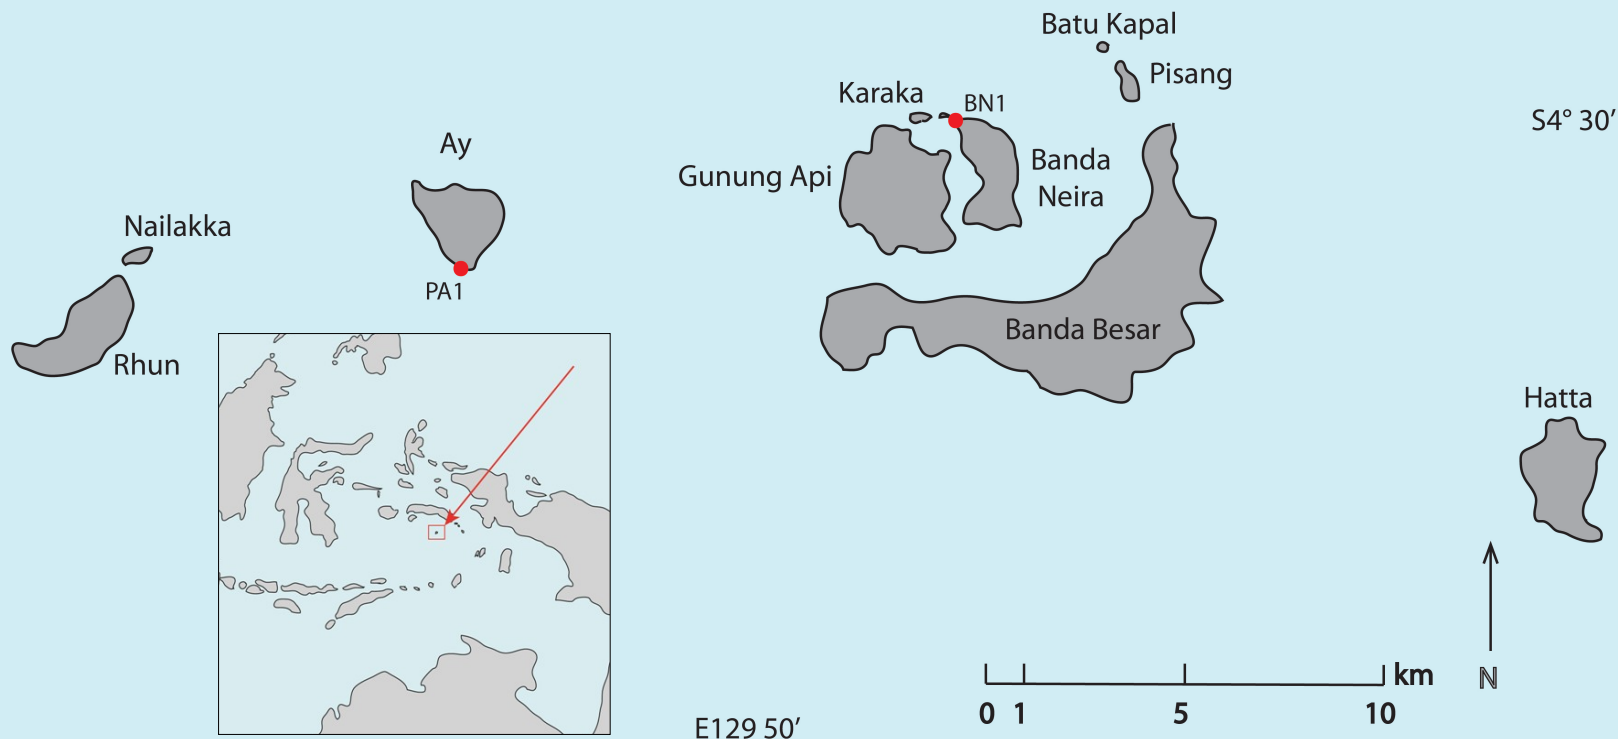 Batu Kapal
Pisang
Karaka
BN1
S4° 30′
Ay
Banda
Neira
Gunung Api
Nailakka
PA1
Banda Besar
Rhun
Hatta
km
N
0 1 5 10
E129 50′